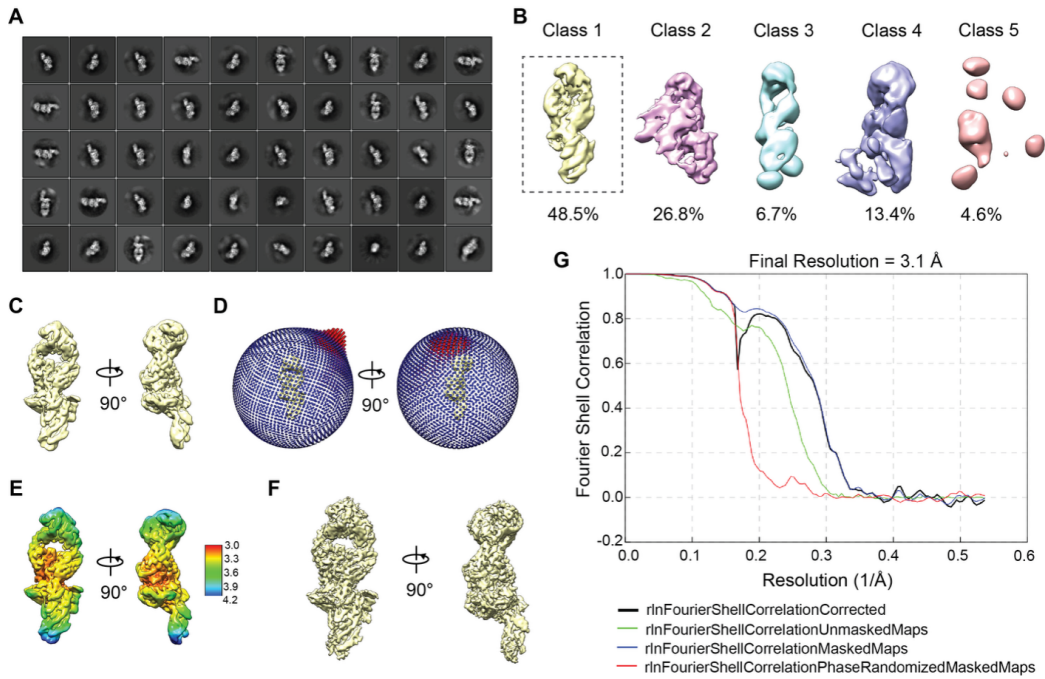 A
B
Class 1 Class 2 Class 3 Class 4 Class 5
48.5% 26.8% 6.7% 13.4% 4.6%
C
90°
D
90°
E
90°
3.0
3.3
3.6
3.9
4.2
F
90°
G
Final Resolution = 3.1 Å
Fourier Shell Correlation
1.0
0.8
0.6
0.4
0.2
0.0
-0.2
0.0 0.1 0.2 0.3 0.4 0.5 0.6
Resolution (1/Å)
rlnFourierShellCorrelationCorrected
rlnFourierShellCorrelationUnmaskedMaps
rlnFourierShellCorrelationMaskedMaps
rlnFourierShellCorrelationPhaseRandomizedMaskedMaps